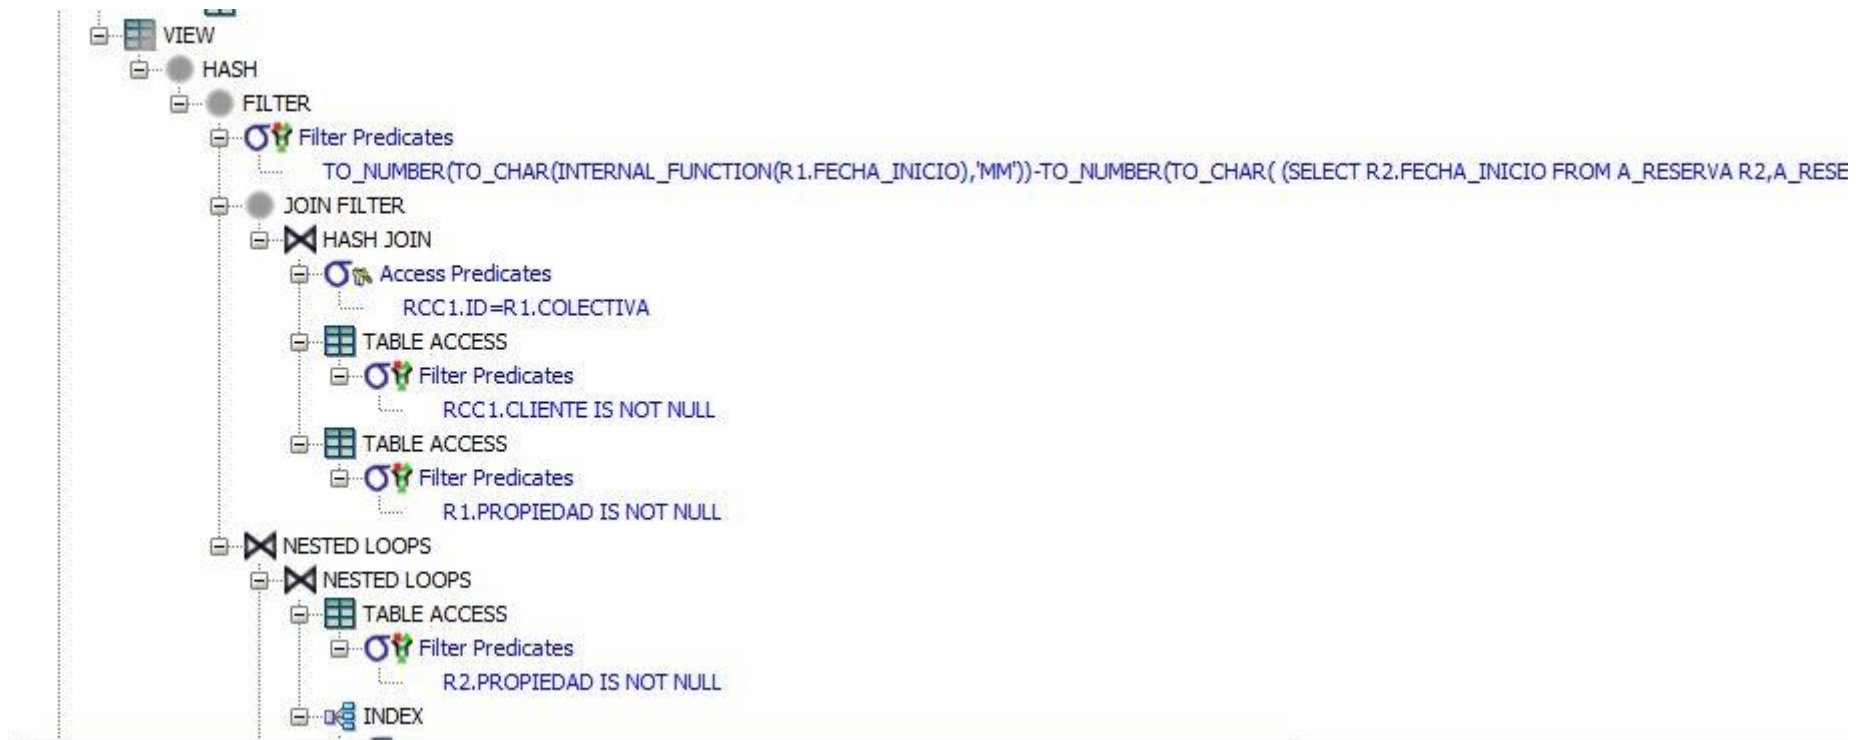 VIEW
HASH
FILTER
Filter Predicates
TO_NUMBER(TO_CHAR(INTERNAL_FUNCTION(R1.FECHA_INICIO),'MM'))-TO_NUMBER(TO_CHAR( (SELECT R2.FECHA_INICIO FROM A_RESERVA R2,A_RESE
JOIN FILTER
HASH JOIN
Access Predicates
RCC1.ID=R1.COLECTIVA
TABLE ACCESS
Filter Predicates
RCC1.CLIENTE IS NOT NULL
TABLE ACCESS
Filter Predicates
R1.PROPIEDAD IS NOT NULL
NESTED LOOPS
NESTED LOOPS
TABLE ACCESS
Filter Predicates
R2.PROPIEDAD IS NOT NULL
INDEX